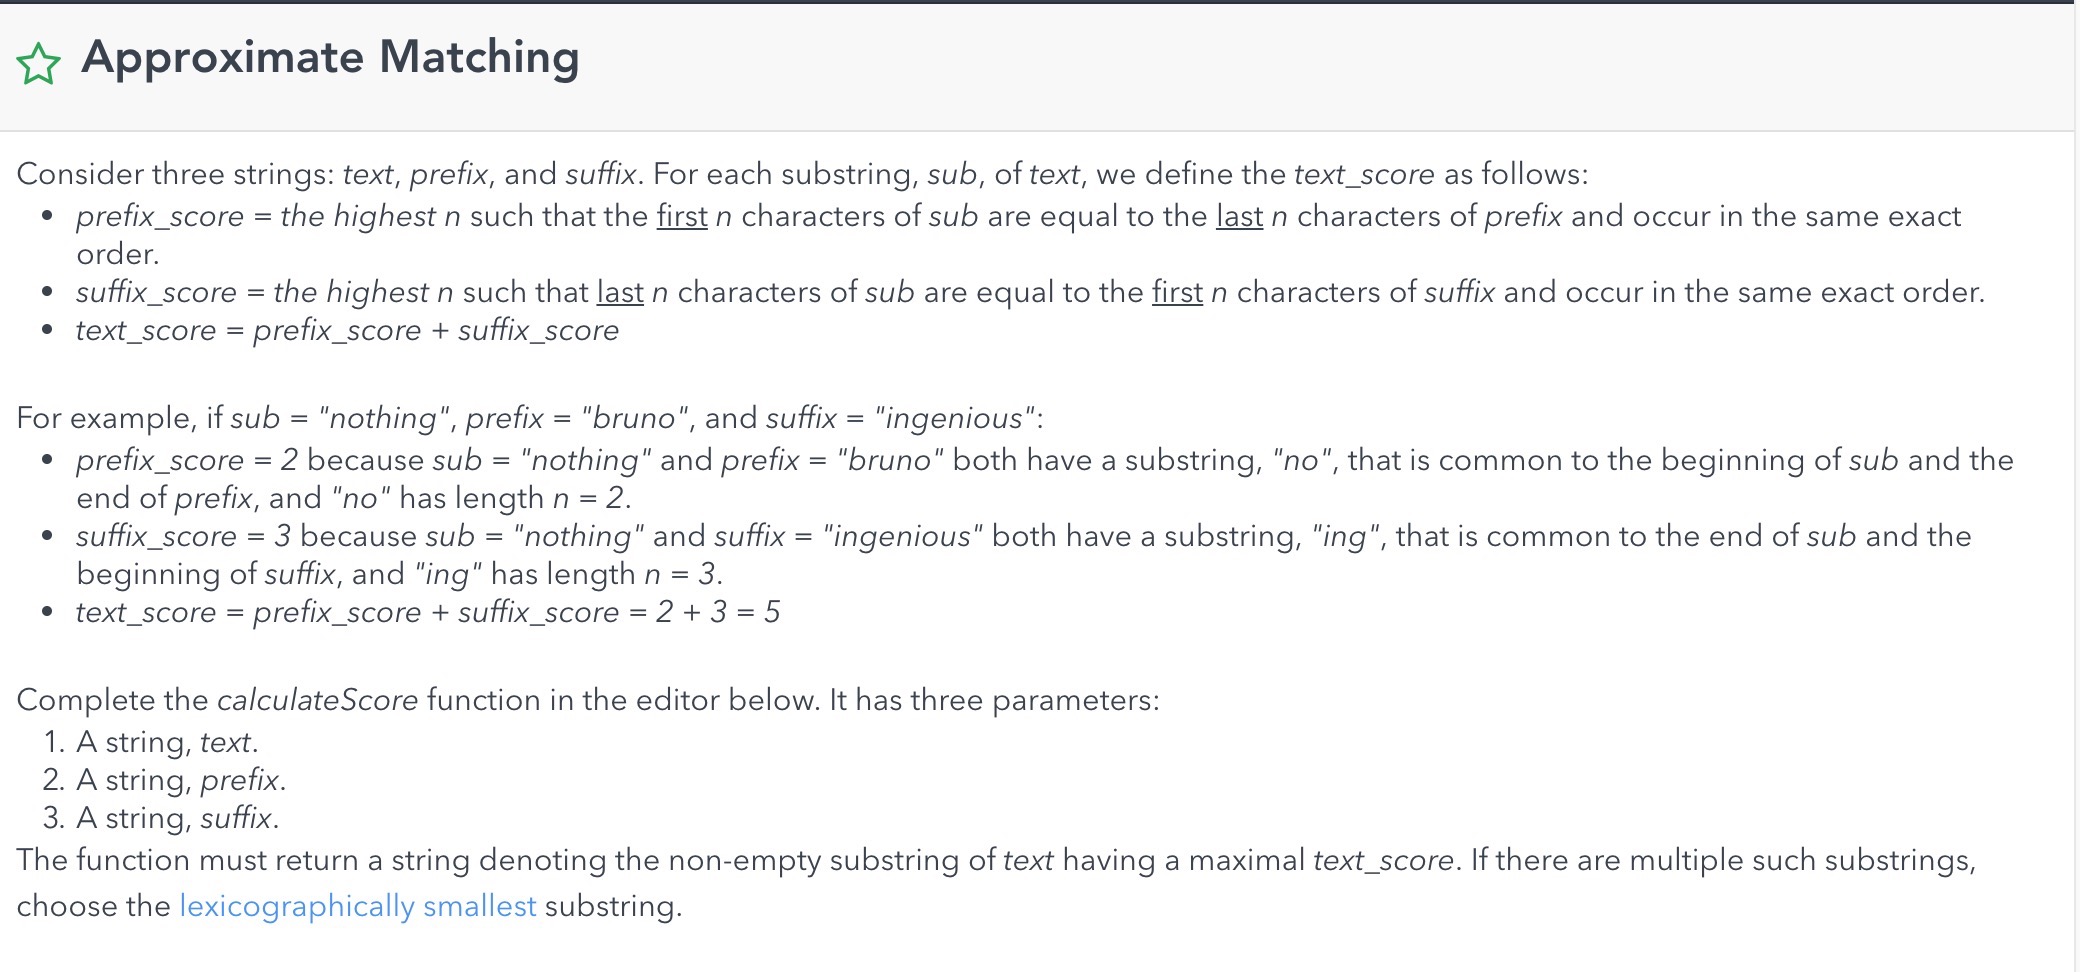 Approximate Matching
Consider three strings: text, prefix, and suffix. For each substring, sub, of text, we define the text_score as follows:
• prefix_score = the highest n such that the first n characters of sub are equal to the last n characters of prefix and occur in the same exact
order.
• suffix_score = the highest n such that last n characters of sub are equal to the first n characters of suffix and occur in the same exact order.
• text_score = prefix_score + suffix_score
For example, if sub = "nothing", prefix = "bruno", and suffix = "ingenious":
• prefix_score = 2 because sub = "nothing" and prefix = "bruno" both have a substring, "no", that is common to the beginning of sub and the
end of prefix, and "no" has length n = 2.
• suffix_score = 3 because sub = "nothing" and suffix = "ingenious" both have a substring, "ing", that is common to the end of sub and the
beginning of suffix, and "ing" has length n = 3.
• text_score = prefix_score + suffix_score = 2 + 3 = 5
Complete the calculateScore function in the editor below. It has three parameters:
1. A string, text.
2. A string, prefix.
3. A string, suffix.
The function must return a string denoting the non-empty substring of text having a maximal text_score. If there are multiple such substrings,
choose the lexicographically smallest substring.